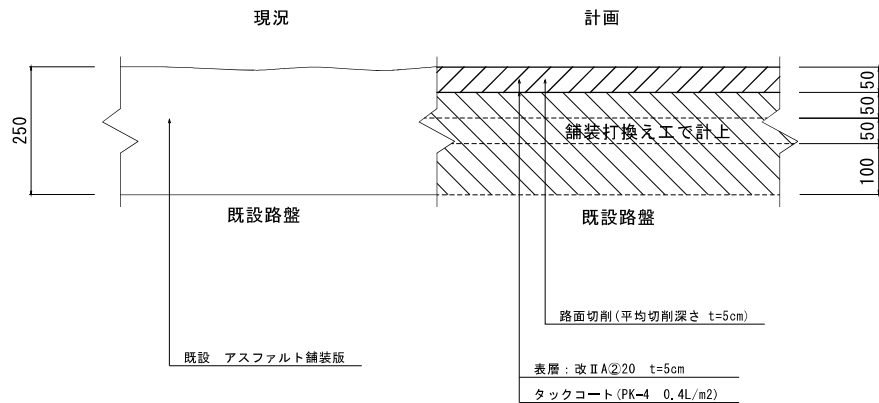 現況
計画
250
50
50
50
100
舗装打換え工で計上
既設路盤
既設路盤
路面切削(平均切削深さ t=5cm)
既設　アスファルト舗装版
表層：改ⅡA②20　t=5cm
タックコート(PK-4　0.4L/m2)